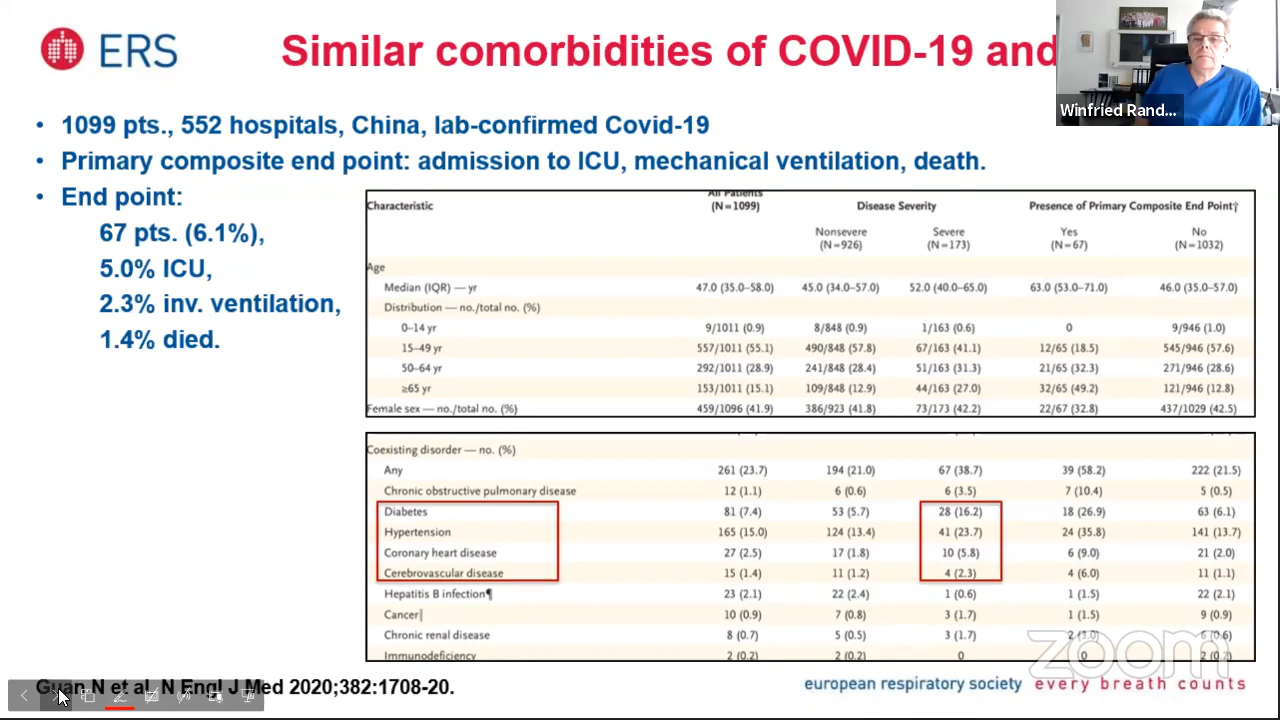 ERS
Similar comorbidities of COVID-19 and
Winfried Rand...
• 1099 pts., 552 hospitals, China, lab-confirmed Covid-19
• Primary composite end point: admission to ICU, mechanical ventilation, death.
• End point:
67 pts. (6.1%),
5.0% ICU,
2.3% inv. ventilation,
1.4% died.
Characteristic All Patients (N=1099) Disease Severity Presence of Primary Composite End Point†
Nonsevere (N=926) Severe (N=173) Yes (N=67) No (N=1032)
Age
Median (IQR) — yr 47.0 (35.0–58.0) 45.0 (34.0–57.0) 52.0 (40.0–65.0) 63.0 (53.0–71.0) 46.0 (35.0–57.0)
Distribution — no./total no. (%)
0–14 yr 9/1011 (0.9) 8/848 (0.9) 1/163 (0.6) 0 9/946 (1.0)
15–49 yr 557/1011 (55.1) 490/848 (57.8) 67/163 (41.1) 12/65 (18.5) 545/946 (57.6)
50–64 yr 292/1011 (28.9) 241/848 (28.4) 51/163 (31.3) 21/65 (32.3) 271/946 (28.6)
≥65 yr 153/1011 (15.1) 109/848 (12.9) 44/163 (27.0) 32/65 (49.2) 121/946 (12.8)
Female sex — no./total no. (%) 459/1096 (41.9) 386/923 (41.8) 73/173 (42.2) 22/67 (32.8) 437/1029 (42.5)
Coexisting disorder — no. (%)
Any 261 (23.7) 194 (21.0) 67 (38.7) 39 (58.2) 222 (21.5)
Chronic obstructive pulmonary disease 12 (1.1) 6 (0.6) 6 (3.5) 7 (10.4) 5 (0.5)
Diabetes 81 (7.4) 53 (5.7) 28 (16.2) 18 (26.9) 63 (6.1)
Hypertension 165 (15.0) 124 (13.4) 41 (23.7) 24 (35.8) 141 (13.7)
Coronary heart disease 27 (2.5) 17 (1.8) 10 (5.8) 6 (9.0) 21 (2.0)
Cerebrovascular disease 15 (1.4) 11 (1.2) 4 (2.3) 4 (6.0) 11 (1.1)
Hepatitis B infection¶ 23 (2.1) 22 (2.4) 1 (0.6) 1 (1.5) 22 (2.1)
Cancer‖ 10 (0.9) 7 (0.8) 3 (1.7) 1 (1.5) 9 (0.9)
Chronic renal disease 8 (0.7) 5 (0.5) 3 (1.7) 2 (3.0) 6 (0.6)
Immunodeficiency 2 (0.2) 2 (0.2) 0 0 2 (0.2)
zoom
Guan N et al. N Engl J Med 2020;382:1708-20.
european respiratory society every breath counts